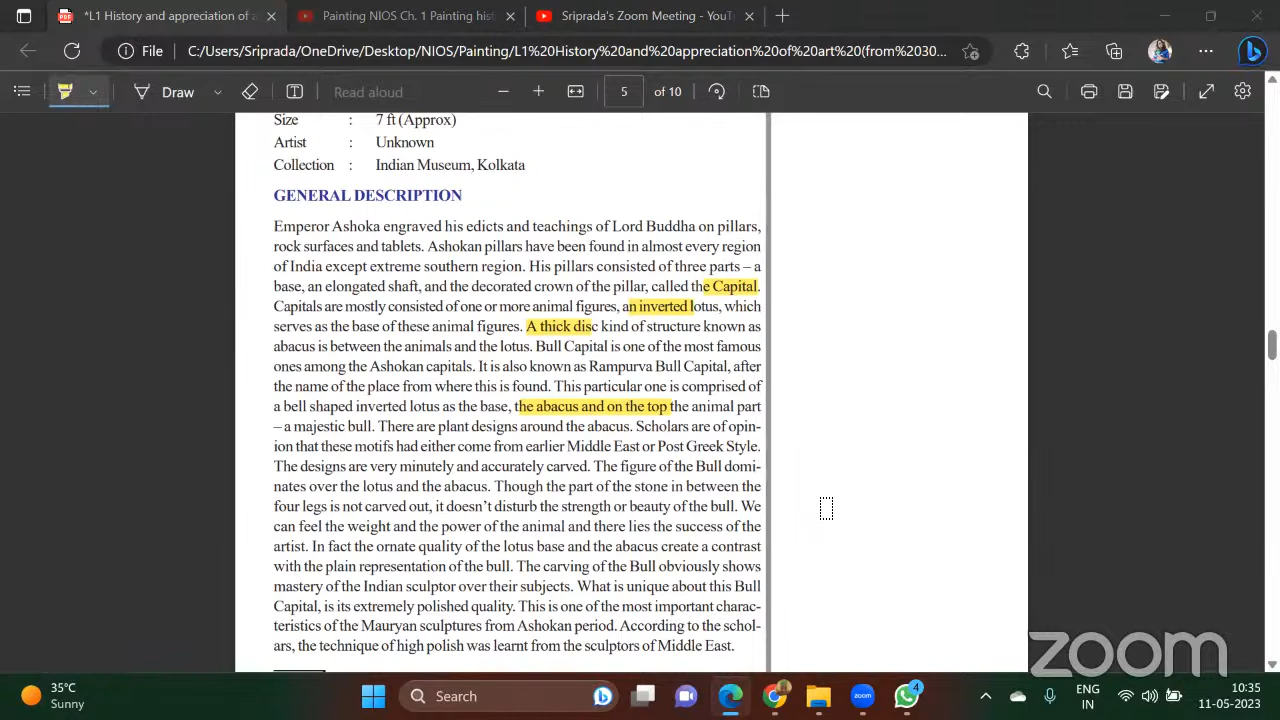 *L1 History and appreciation of a
Painting NIOS Ch. 1 Painting hist
Sriprada's Zoom Meeting - YouT
File
C:/Users/Sriprada/OneDrive/Desktop/NIOS/Painting/L1%20History%20and%20appreciation%20of%20art%20(from%2030...
Draw
Read aloud
5
of 10
Size : 7 ft (Approx)
Artist : Unknown
Collection : Indian Museum, Kolkata
GENERAL DESCRIPTION
Emperor Ashoka engraved his edicts and teachings of Lord Buddha on pillars,
rock surfaces and tablets. Ashokan pillars have been found in almost every region
of India except extreme southern region. His pillars consisted of three parts – a
base, an elongated shaft, and the decorated crown of the pillar, called the Capital.
Capitals are mostly consisted of one or more animal figures, an inverted lotus, which
serves as the base of these animal figures. A thick disc kind of structure known as
abacus is between the animals and the lotus. Bull Capital is one of the most famous
ones among the Ashokan capitals. It is also known as Rampurva Bull Capital, after
the name of the place from where this is found. This particular one is comprised of
a bell shaped inverted lotus as the base, the abacus and on the top the animal part
– a majestic bull. There are plant designs around the abacus. Scholars are of opin-
ion that these motifs had either come from earlier Middle East or Post Greek Style.
The designs are very minutely and accurately carved. The figure of the Bull domi-
nates over the lotus and the abacus. Though the part of the stone in between the
four legs is not carved out, it doesn't disturb the strength or beauty of the bull. We
can feel the weight and the power of the animal and there lies the success of the
artist. In fact the ornate quality of the lotus base and the abacus create a contrast
with the plain representation of the bull. The carving of the Bull obviously shows
mastery of the Indian sculptor over their subjects. What is unique about this Bull
Capital, is its extremely polished quality. This is one of the most important charac-
teristics of the Mauryan sculptures from Ashokan period. According to the schol-
ars, the technique of high polish was learnt from the sculptors of Middle East.
zoom
35°C
Sunny
Search
zoom
4
ENG
IN
10:35
11-05-2023